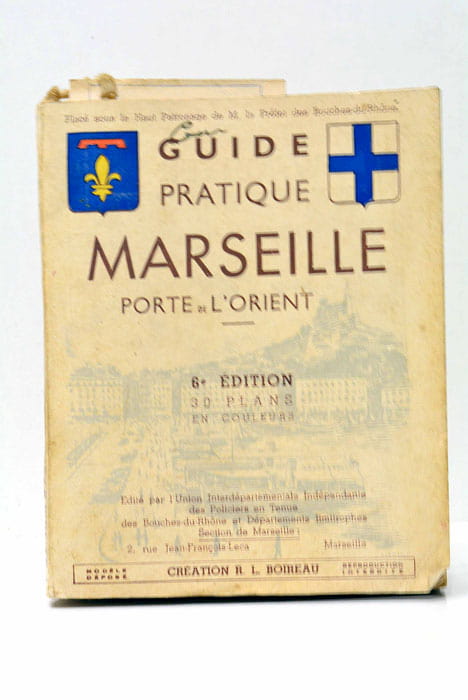 Placé sous le Haut Patronage de M. le Préfet des Bouches-du-Rhône.
GUIDE
PRATIQUE
MARSEILLE
PORTE DE L'ORIENT
6e ÉDITION
30 PLANS
EN COULEURS
Edité par l'Union Interdépartementale Indépendante
des Policiers en Tenue
des Bouches-du-Rhône et Départements limitrophes
Section de Marseille :
2, rue Jean-François-Leca Marseille
MODÈLE DÉPOSÉ CRÉATION R. L. BOIREAU REPRODUCTION INTERDITE